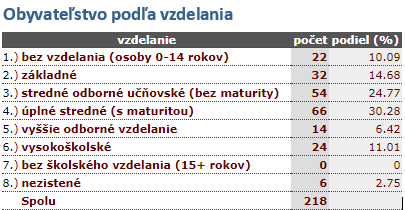 Obyvateľstvo podľa vzdelania
vzdelanie počet podiel (%)
1.) bez vzdelania (osoby 0-14 rokov) 22 10.09
2.) základné 32 14.68
3.) stredné odborné učňovské (bez maturity) 54 24.77
4.) úplné stredné (s maturitou) 66 30.28
5.) vyššie odborné vzdelanie 14 6.42
6.) vysokoškolské 24 11.01
7.) bez školského vzdelania (15+ rokov) 0 0
8.) nezistené 6 2.75
Spolu 218